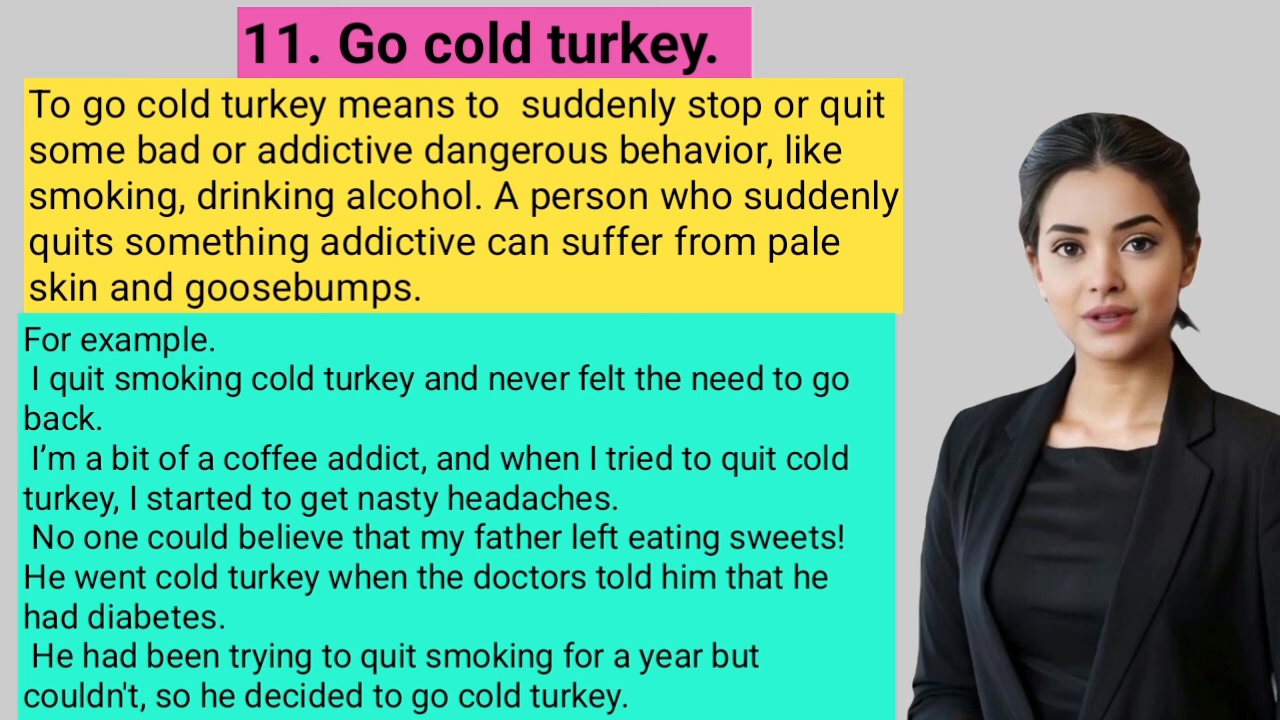 11. Go cold turkey.
To go cold turkey means to  suddenly stop or quit
some bad or addictive dangerous behavior, like
smoking, drinking alcohol. A person who suddenly
quits something addictive can suffer from pale
skin and goosebumps.
For example.
I quit smoking cold turkey and never felt the need to go
back.
I’m a bit of a coffee addict, and when I tried to quit cold
turkey, I started to get nasty headaches.
No one could believe that my father left eating sweets!
He went cold turkey when the doctors told him that he
had diabetes.
He had been trying to quit smoking for a year but
couldn't, so he decided to go cold turkey.